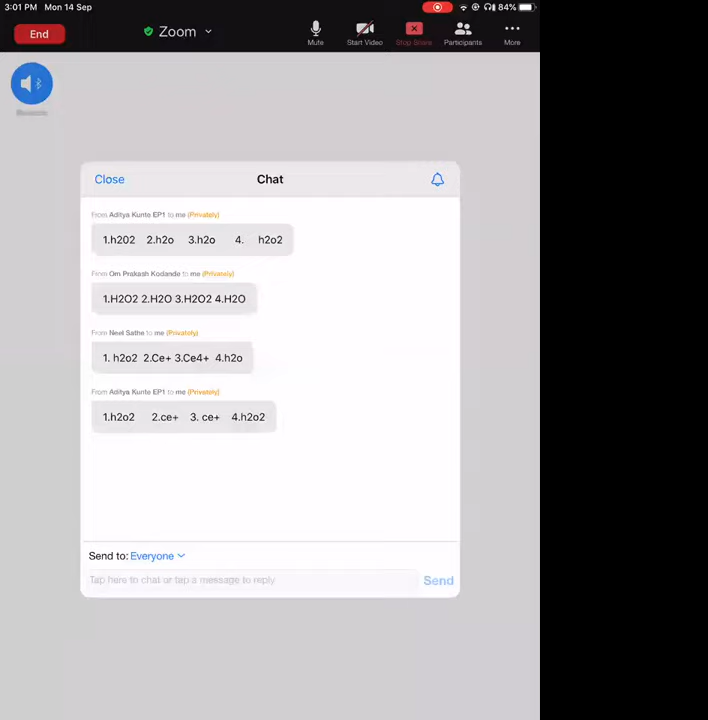 3:01 PM Mon 14 Sep 84%
End Zoom Mute Start Video Stop Share Participants More
Close Chat
From Aditya Kunte EP1 to me (Privately)
1.h202 2.h2o 3.h2o 4. h2o2
From Om Prakash Kodande to me (Privately)
1.H2O2 2.H2O 3.H2O2 4.H2O
From Neel Sathe to me (Privately)
1. h2o2 2.Ce+ 3.Ce4+ 4.h2o
From Aditya Kunte EP1 to me (Privately)
1.h2o2 2.ce+ 3. ce+ 4.h2o2
Send to: Everyone
Tap here to chat or tap a message to reply
Send